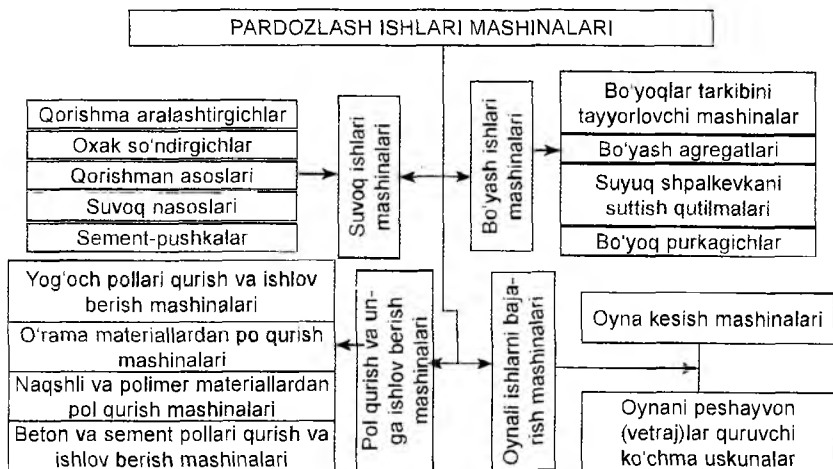 PARDOZLASH ISHLARI MASHINALARI
Qorishma aralashtirgichlar
Oxak so'ndirgichlar
Qorishman asoslari
Suvoq nasoslari
Sement-pushkalar
Suvoq ishlari
mashinalari
Bo'yash ishlari
mashinalari
Bo'yoqlar tarkibini
tayyorlovchi mashinalar
Bo'yash agregatlari
Suyuq shpalkevkani
suttish qutilmalari
Bo'yoq purkagichlar
Yog'och pollari qurish va ishlov
berish mashinalari
O'rama materiallardan po qurish
mashinalari
Naqshli va polimer materiallardan
pol qurish mashinalari
Beton va sement pollari qurish va
ishlov berish mashinalari
Pol qurish va un-
ga ishlov berish
mashinalari
Oynali ishlarni baja-
rish mashinalari
Oyna kesish mashinalari
Oynani peshayvon
(vetraj)lar quruvchi
ko'chma uskunalar